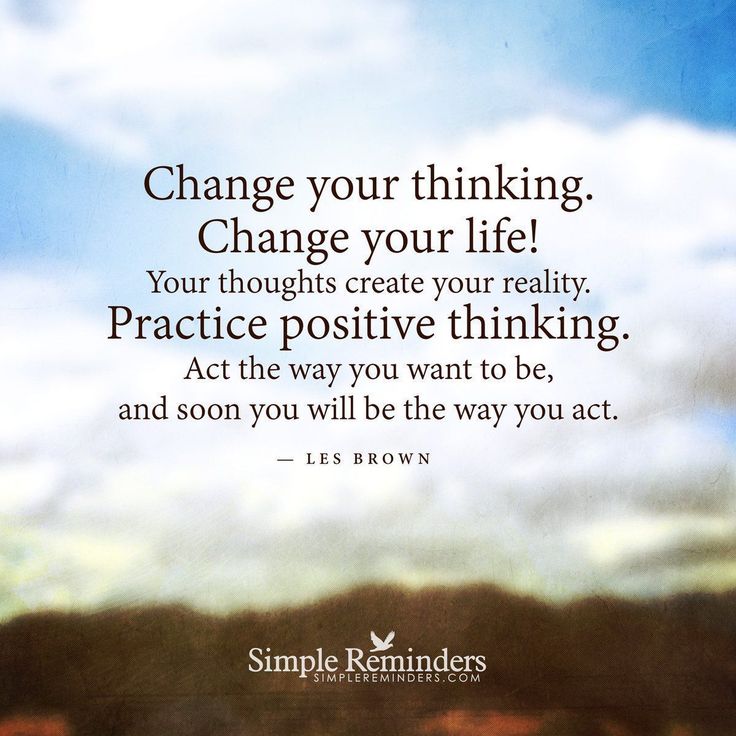 Change your thinking.
Change your life!
Your thoughts create your reality.
Practice positive thinking.
Act the way you want to be,
and soon you will be the way you act.
— LES BROWN
Simple Reminders
SIMPLEREMINDERS.COM